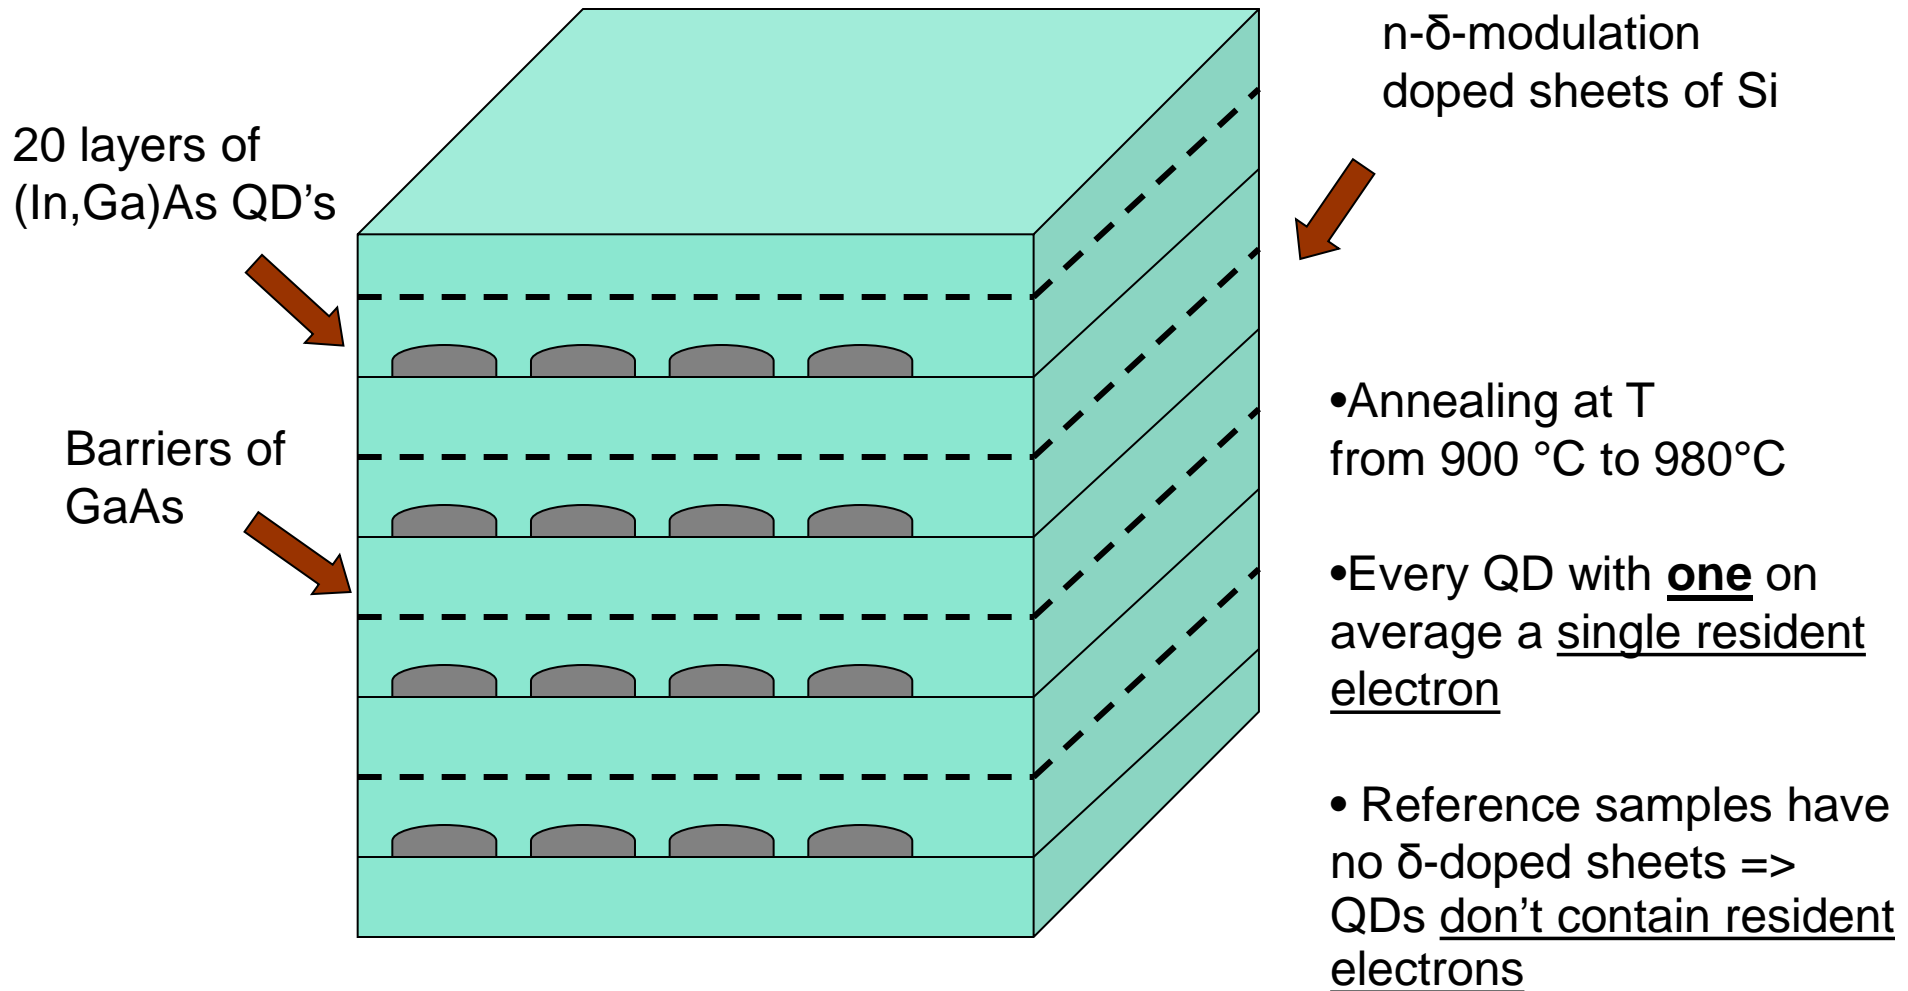 n-δ-modulation
doped sheets of Si
20 layers of
(In,Ga)As QD’s
Barriers of
GaAs
•Annealing at T
from 900 °C to 980°C
•Every QD with one on
average a single resident
electron
• Reference samples have
no δ-doped sheets =>
QDs don’t contain resident
electrons